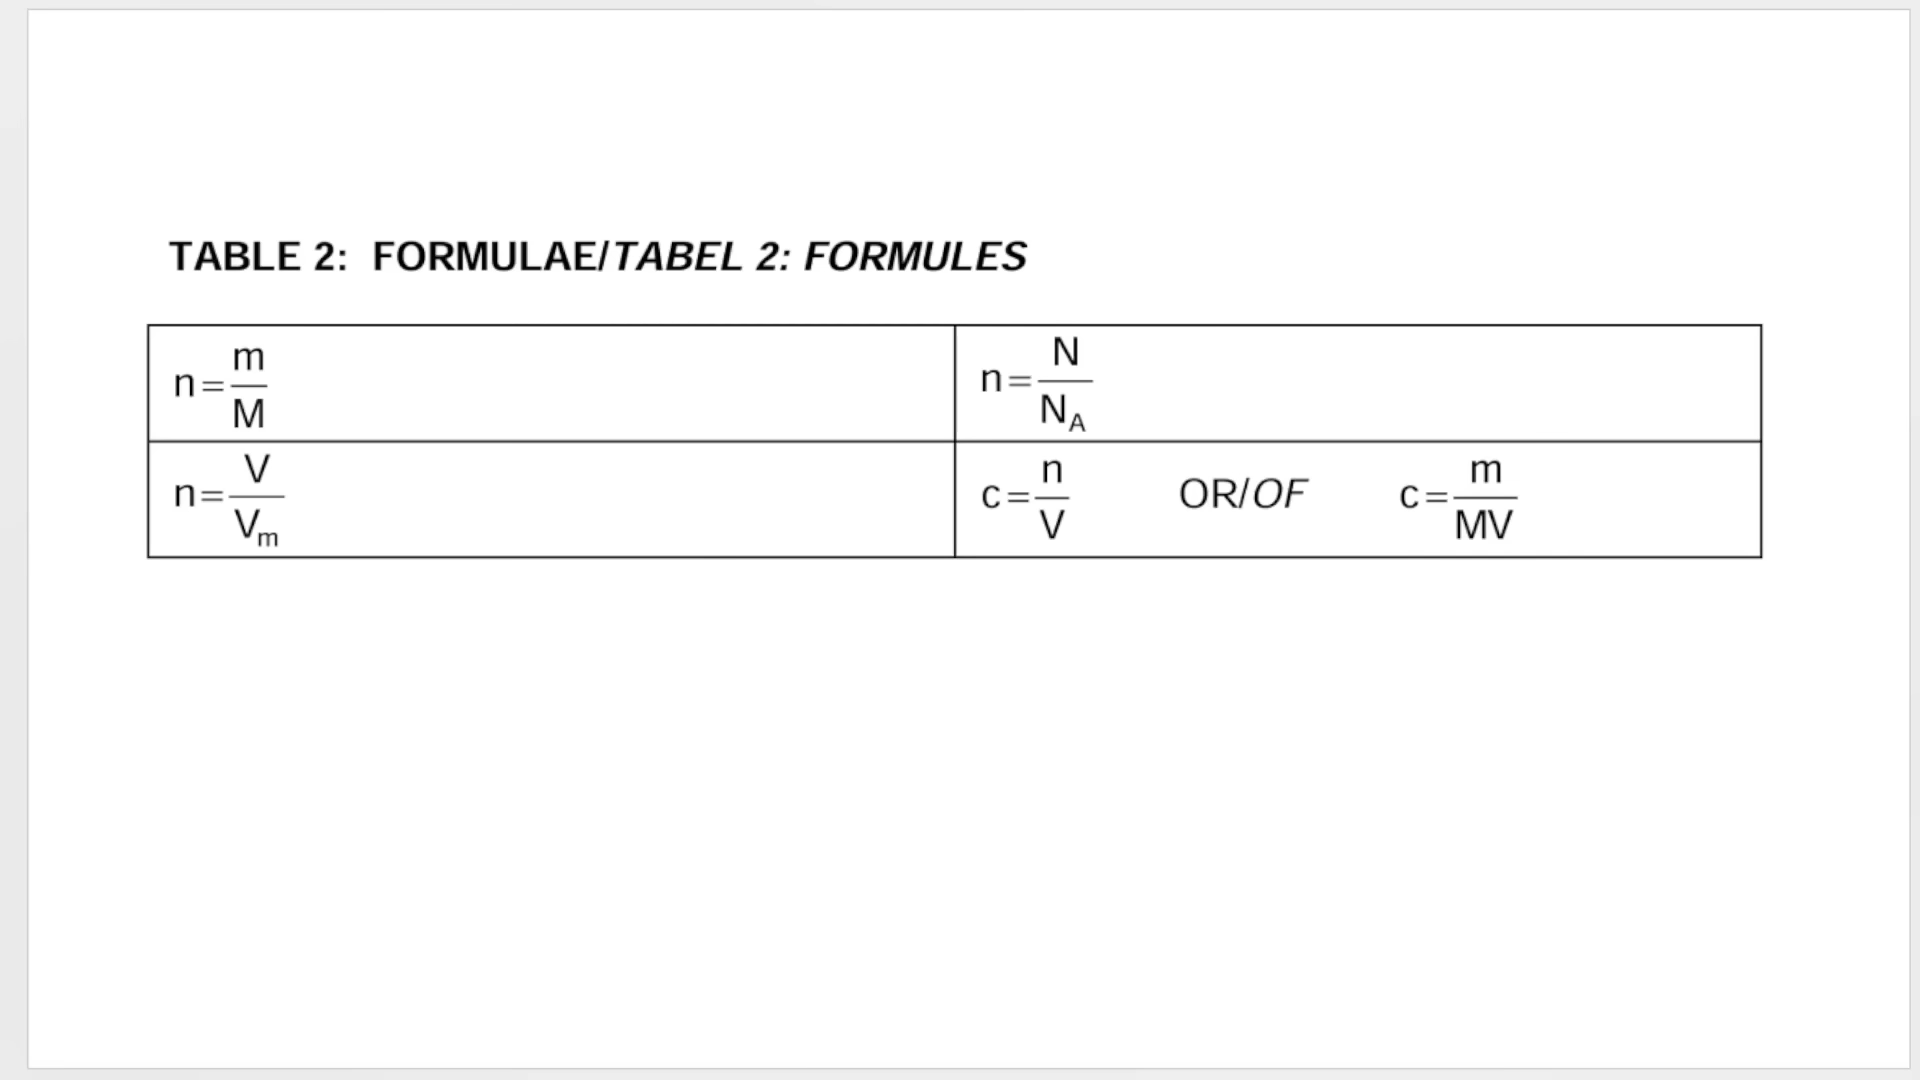 TABLE 2: FORMULAE/TABEL 2: FORMULES
n = m/M
n = N/N_A
n = V/V_m
c = n/V OR/OF c = m/MV